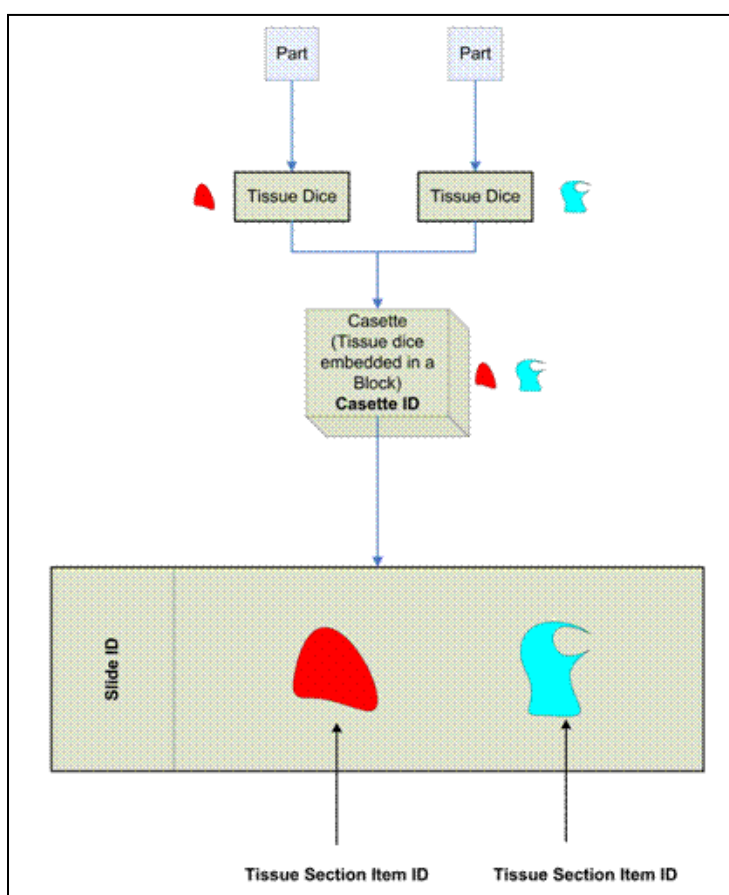 Part
Part
Tissue Dice
Tissue Dice
Casette
(Tissue dice
embedded in a
Block)
Casette ID
Slide ID
Tissue Section Item ID
Tissue Section Item ID